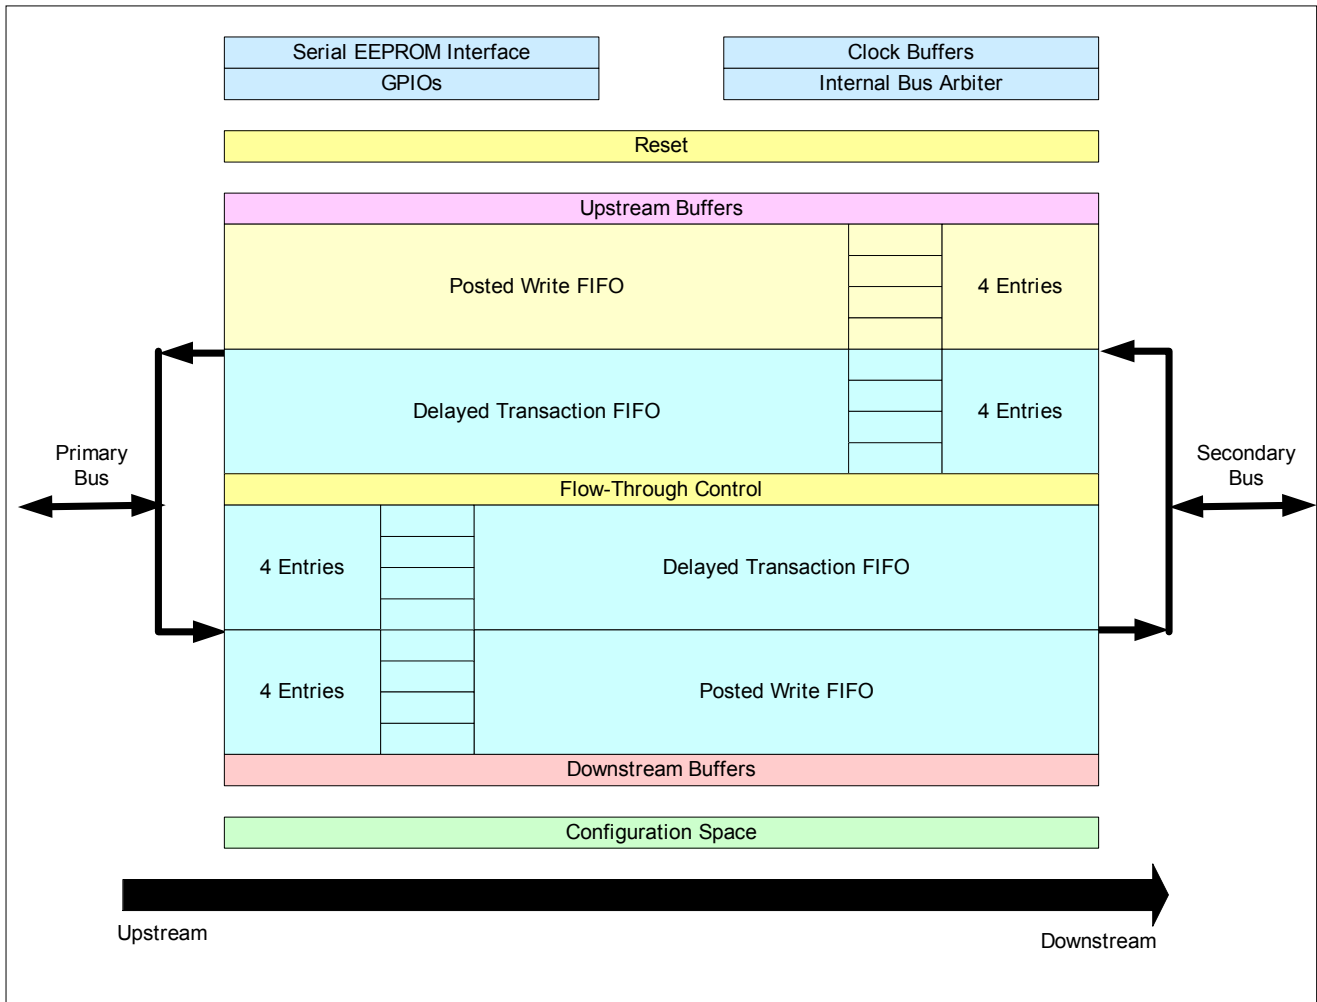 Serial EEPROM Interface
Clock Buffers
GPIOs
Internal Bus Arbiter
Reset
Upstream Buffers
Posted Write FIFO
4 Entries
Delayed Transaction FIFO
4 Entries
Primary
Bus
Secondary
Bus
Flow-Through Control
4 Entries
Delayed Transaction FIFO
4 Entries
Posted Write FIFO
Downstream Buffers
Configuration Space
Upstream
Downstream